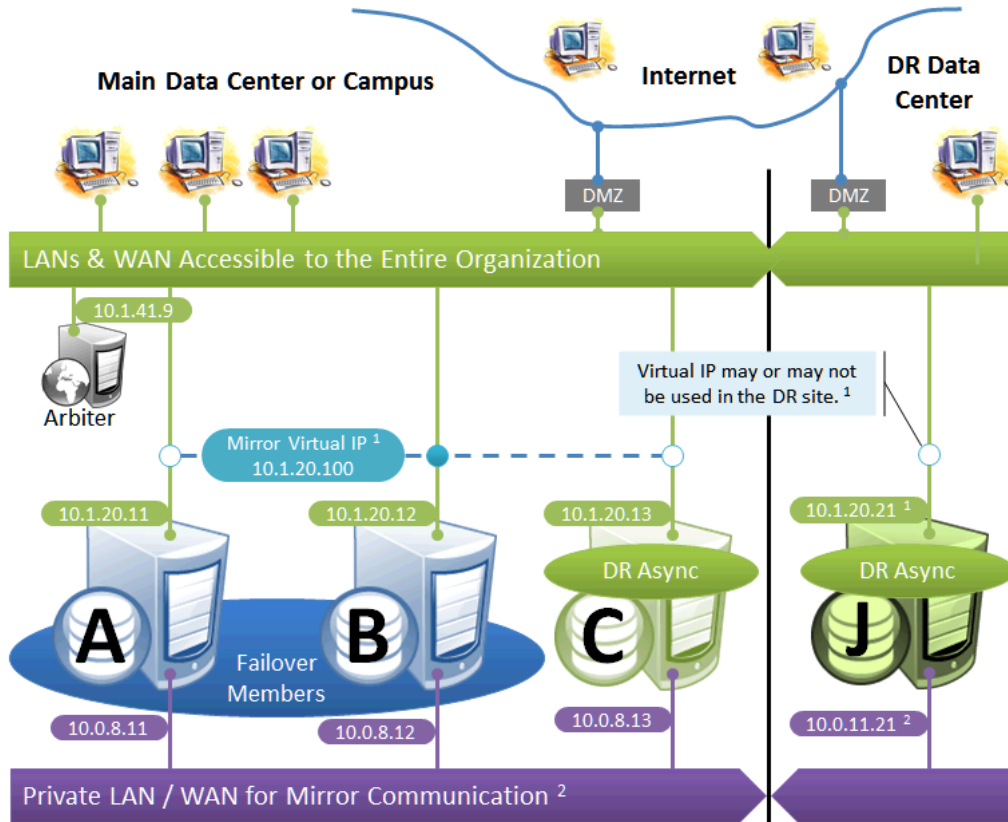 Main Data Center or Campus
Internet
DR Data
Center
DMZ
DMZ
LANs & WAN Accessible to the Entire Organization
10.1.41.9
Arbiter
Virtual IP may or may not
be used in the DR site. 1
Mirror Virtual IP 1
10.1.20.100
10.1.20.11
10.1.20.12
10.1.20.13
10.1.20.21 1
DR Async
DR Async
A
B
C
J
Failover
Members
10.0.8.11
10.0.8.12
10.0.8.13
10.0.11.21 2
Private LAN / WAN for Mirror Communication 2